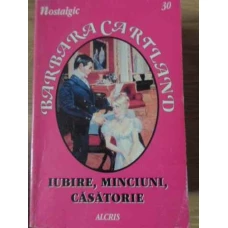 Nostalgic
30
BARBARA CARTLAND
IUBIRE, MINCIUNI,
CĂSĂTORIE
ALCRIS